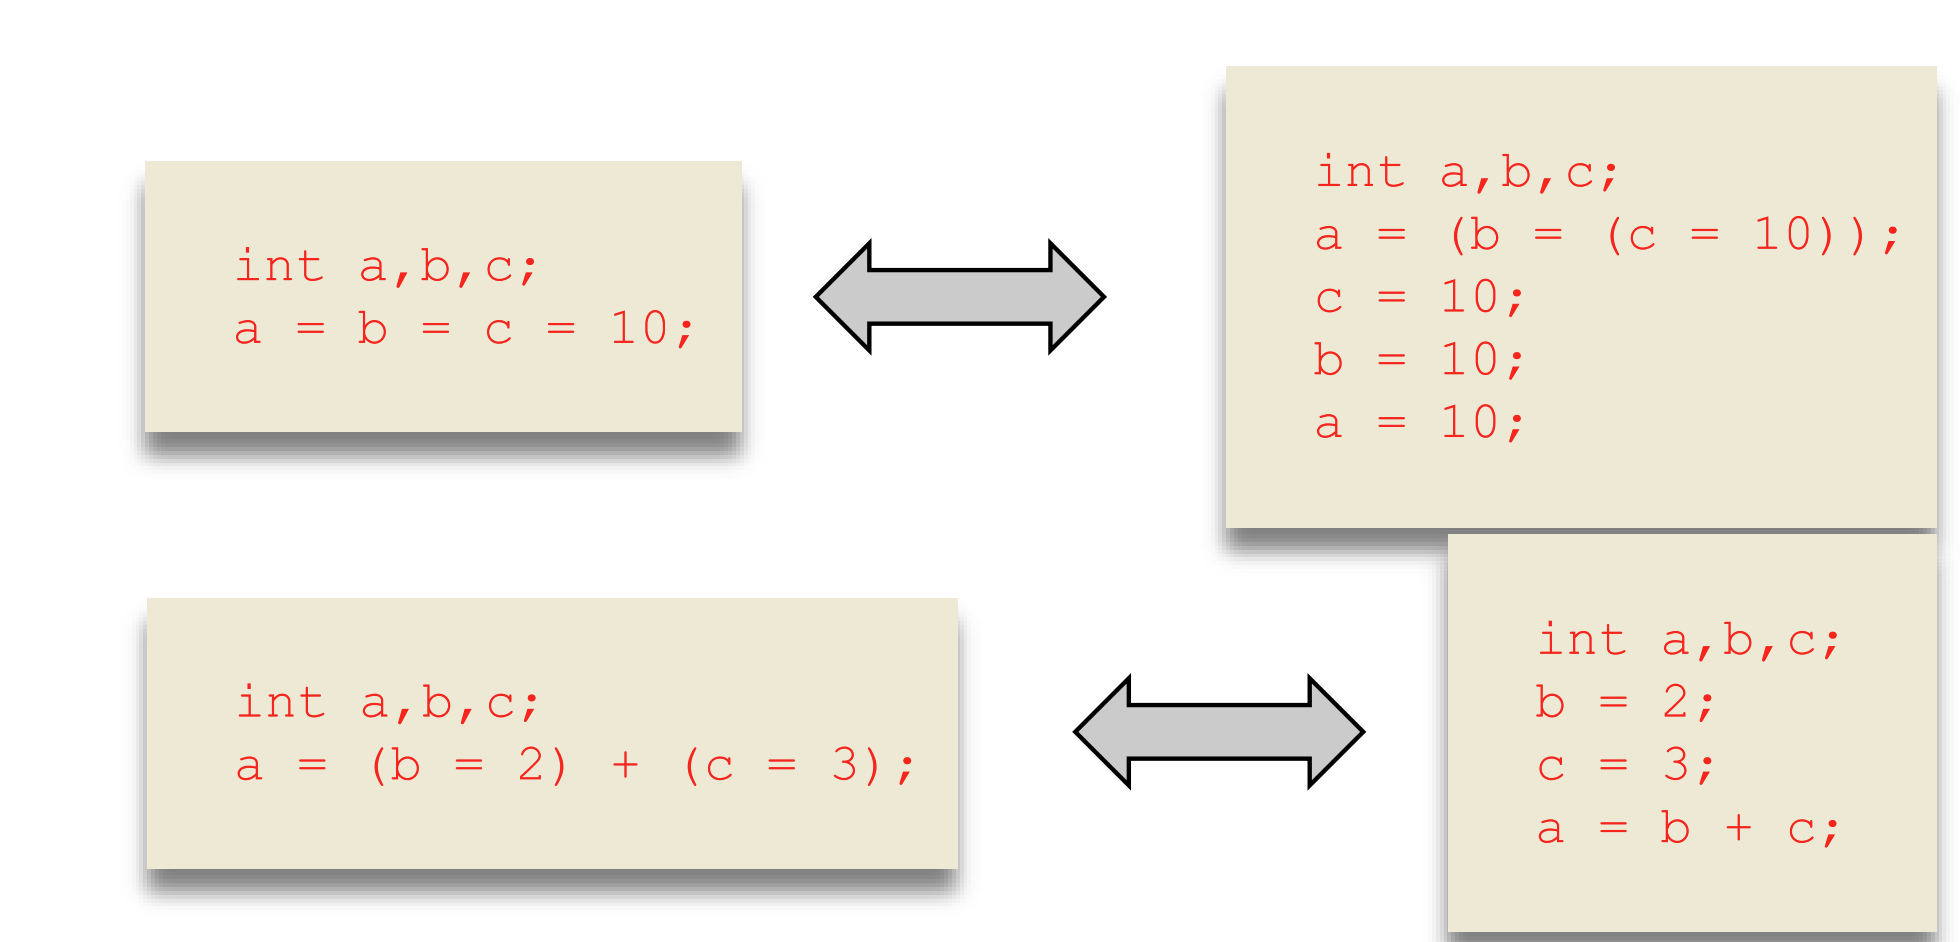 int a,b,c;
a = b = c = 10;
int a,b,c;
a = (b = (c = 10));
c = 10;
b = 10;
a = 10;
int a,b,c;
a = (b = 2) + (c = 3);
int a,b,c;
b = 2;
c = 3;
a = b + c;